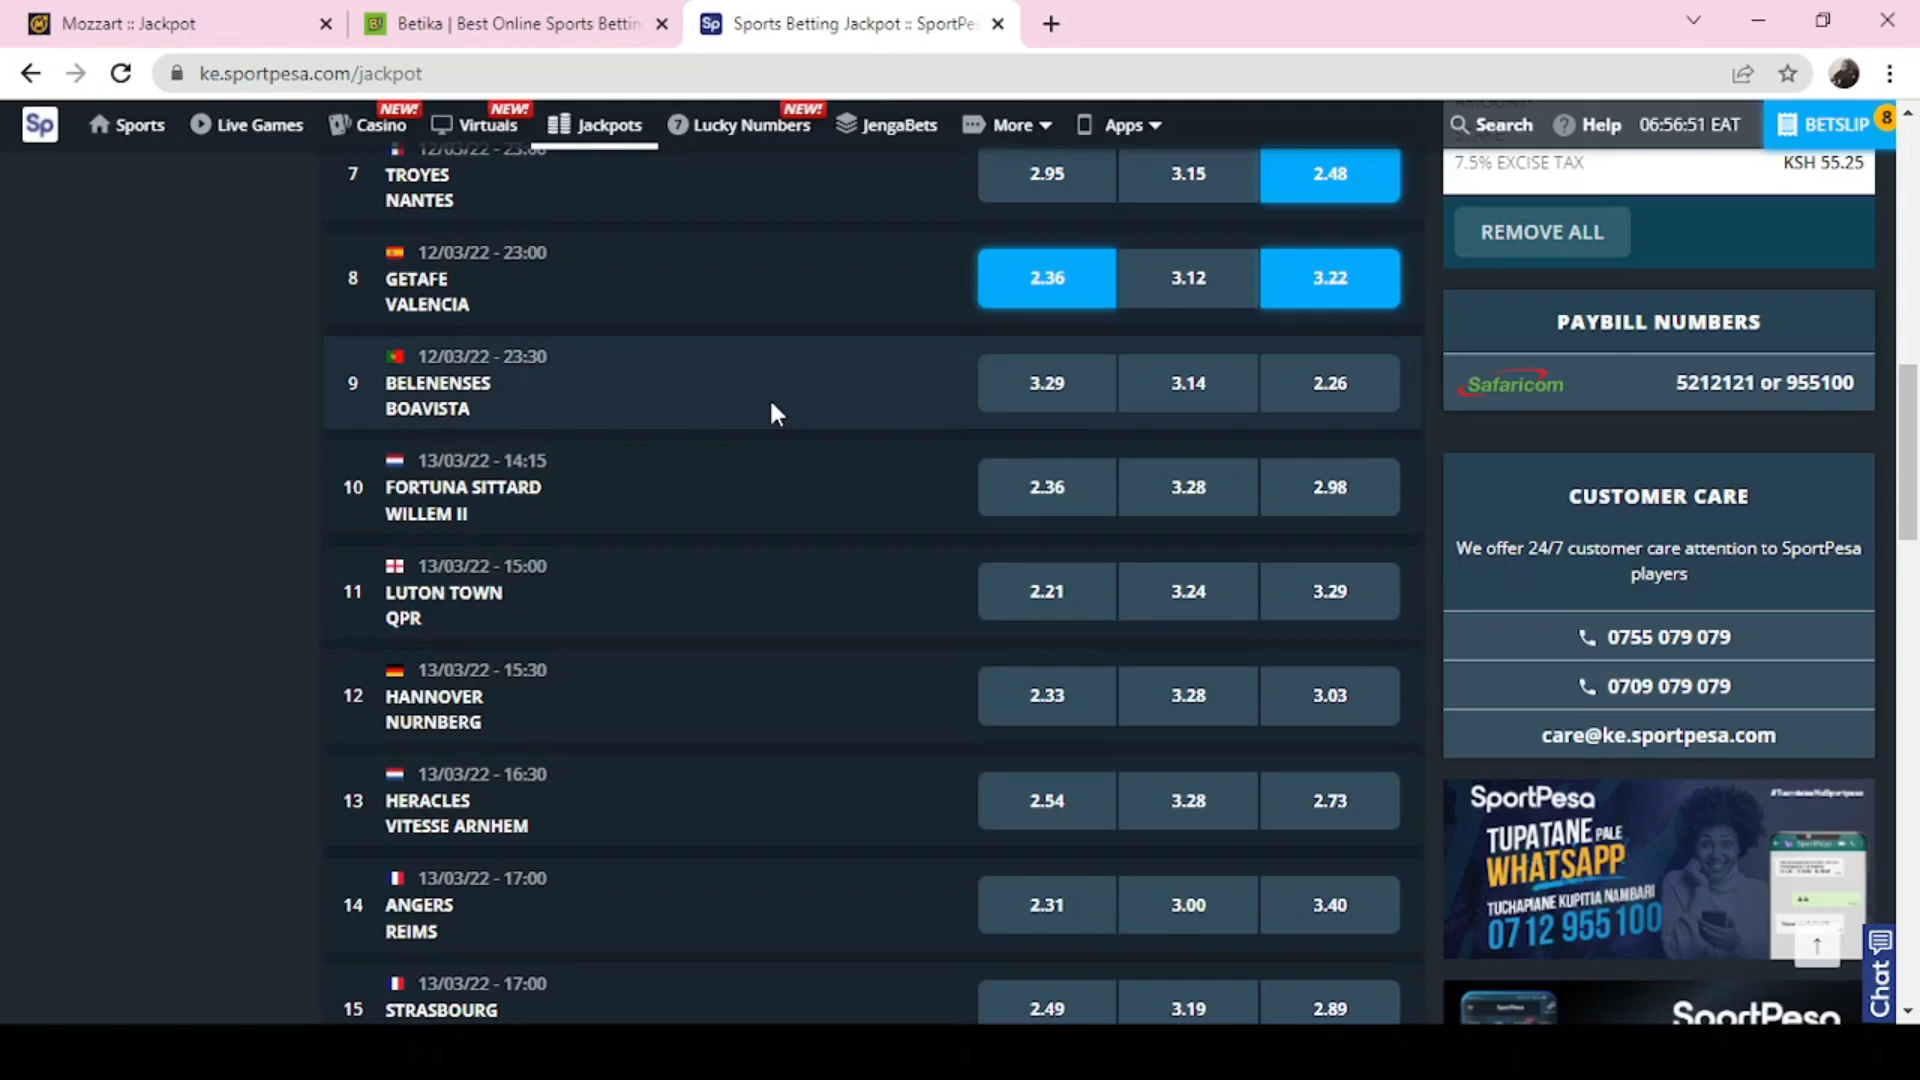 Mozzart :: Jackpot
Betika | Best Online Sports Bettin
Sports Betting Jackpot :: SportPe
ke.sportpesa.com/jackpot
Sp
Sports
Live Games
NEW!
Casino
NEW!
Virtuals
Jackpots
NEW!
Lucky Numbers
JengaBets
More
Apps
Search
Help
06:56:51 EAT
BETSLIP
8
7.5% EXCISE TAX
KSH 55.25
REMOVE ALL
7
12/03/22 - 23:00
TROYES
NANTES
2.95
3.15
2.48
8
12/03/22 - 23:00
GETAFE
VALENCIA
2.36
3.12
3.22
9
12/03/22 - 23:30
BELENENSES
BOAVISTA
3.29
3.14
2.26
10
13/03/22 - 14:15
FORTUNA SITTARD
WILLEM II
2.36
3.28
2.98
11
13/03/22 - 15:00
LUTON TOWN
QPR
2.21
3.24
3.29
12
13/03/22 - 15:30
HANNOVER
NURNBERG
2.33
3.28
3.03
13
13/03/22 - 16:30
HERACLES
VITESSE ARNHEM
2.54
3.28
2.73
14
13/03/22 - 17:00
ANGERS
REIMS
2.31
3.00
3.40
15
13/03/22 - 17:00
STRASBOURG
2.49
3.19
2.89
PAYBILL NUMBERS
Safaricom
5212121 or 955100
CUSTOMER CARE
We offer 24/7 customer care attention to SportPesa
players
0755 079 079
0709 079 079
care@ke.sportpesa.com
SportPesa
TUPATANE PALE
WHATSAPP
TUCHAPIANE KUPITIA NAMBARI
0712 955 100
Chat
SportPesa